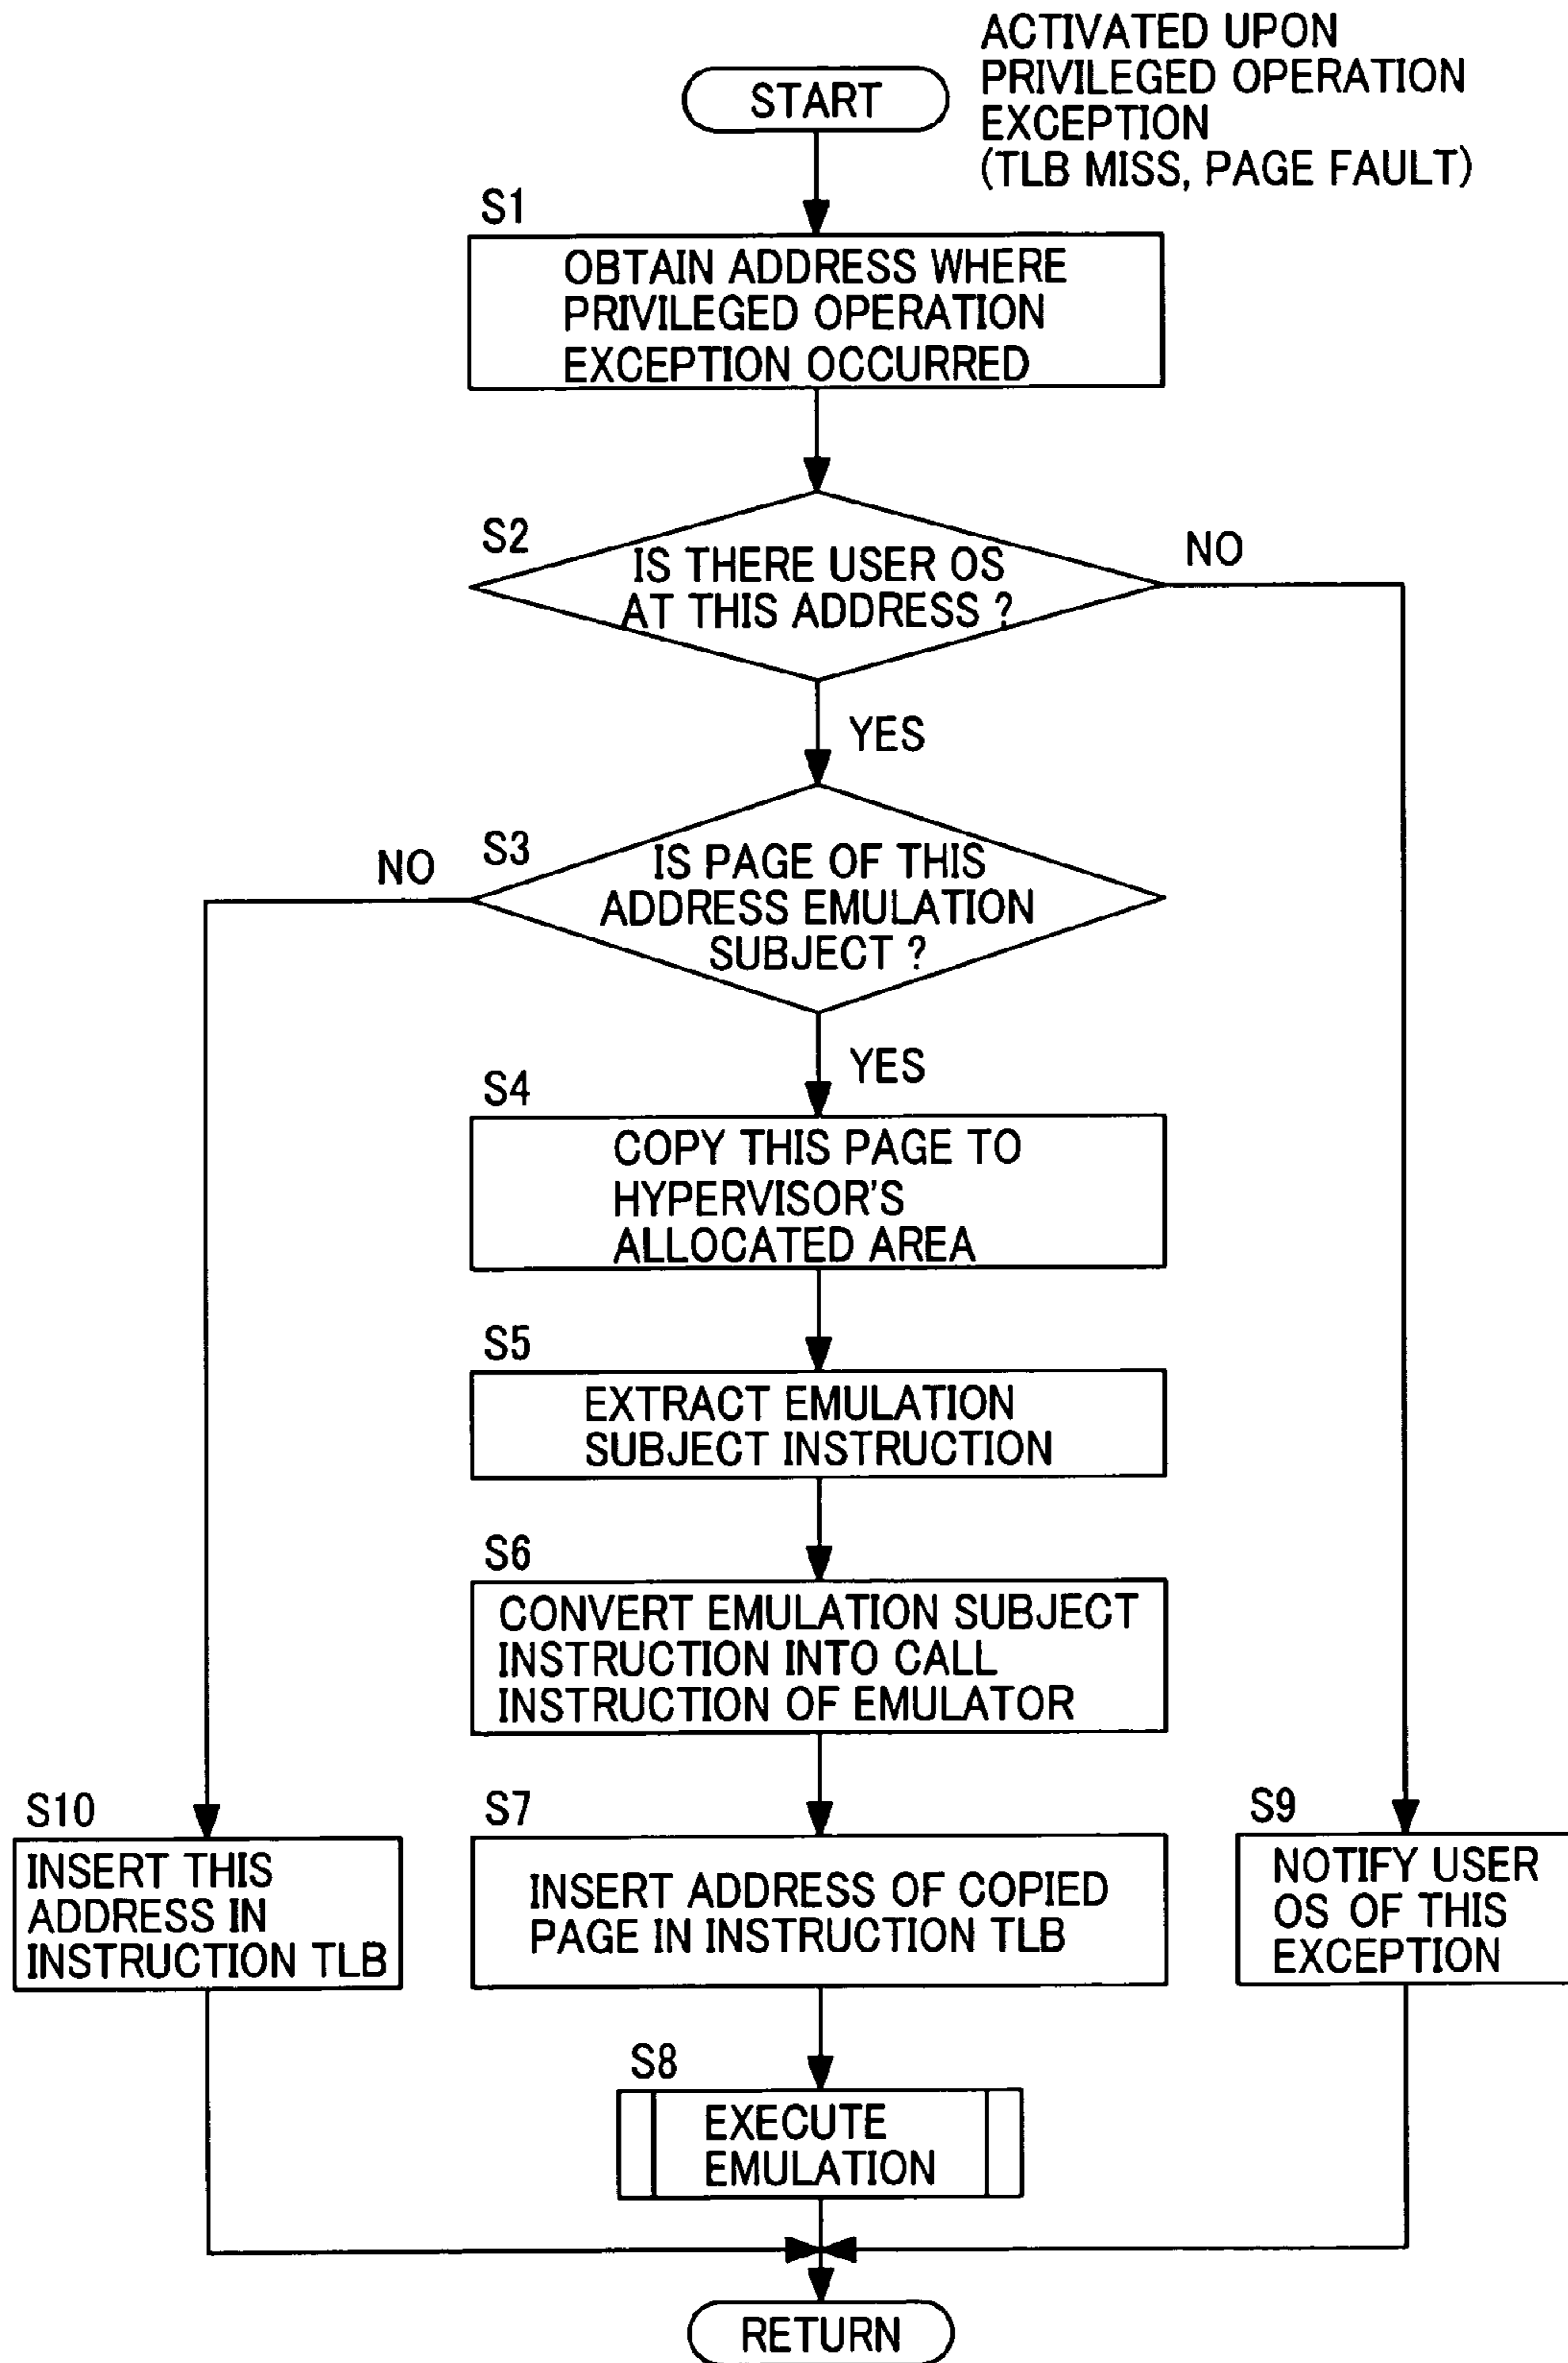 ACTIVATED UPON
PRIVILEGED OPERATION
EXCEPTION
(TLB MISS, PAGE FAULT)
START
S1
OBTAIN ADDRESS WHERE
PRIVILEGED OPERATION
EXCEPTION OCCURRED
S2
IS THERE USER OS
AT THIS ADDRESS ?
NO
YES
S3
IS PAGE OF THIS
ADDRESS EMULATION
SUBJECT ?
NO
YES
S4
COPY THIS PAGE TO
HYPERVISOR'S
ALLOCATED AREA
S5
EXTRACT EMULATION
SUBJECT INSTRUCTION
S6
CONVERT EMULATION SUBJECT
INSTRUCTION INTO CALL
INSTRUCTION OF EMULATOR
S10
INSERT THIS
ADDRESS IN
INSTRUCTION TLB
S7
INSERT ADDRESS OF COPIED
PAGE IN INSTRUCTION TLB
S9
NOTIFY USER
OS OF THIS
EXCEPTION
S8
EXECUTE
EMULATION
RETURN